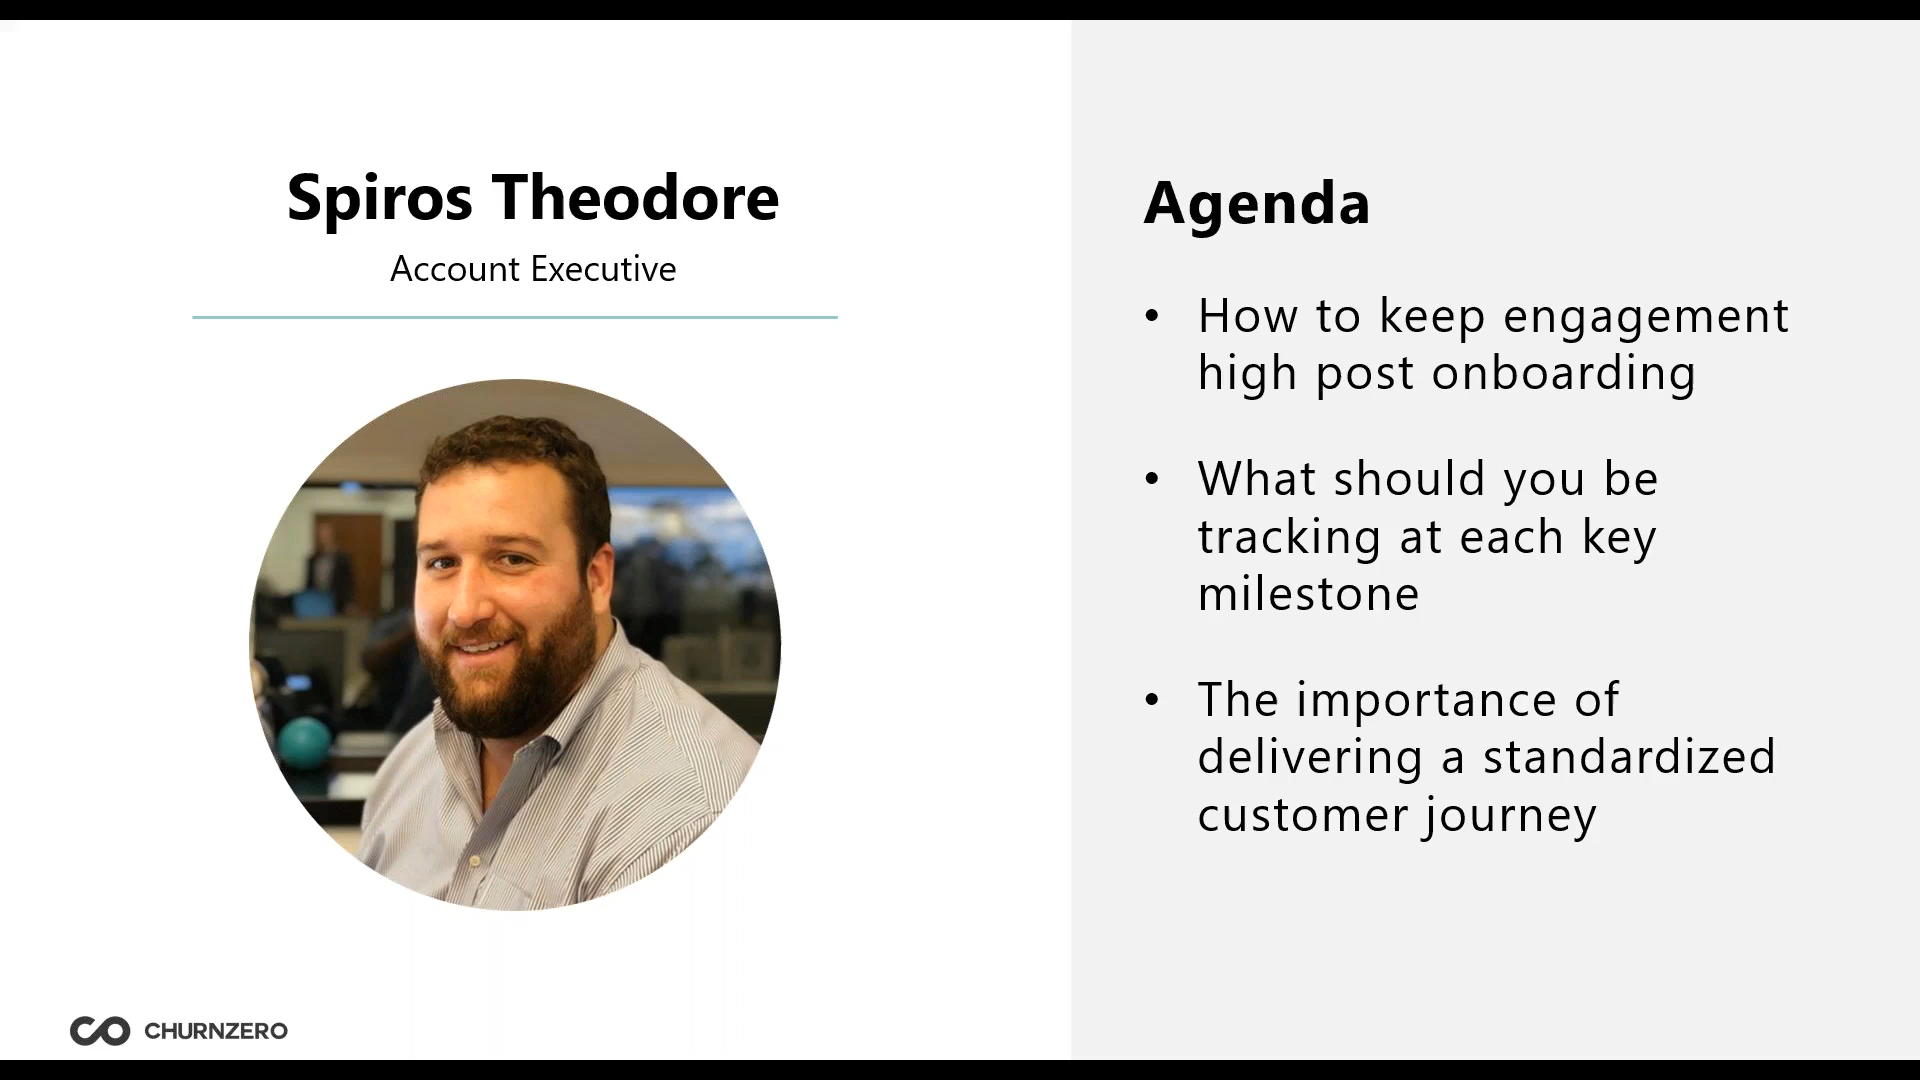 Spiros Theodore
Account Executive
Agenda
• How to keep engagement
high post onboarding
• What should you be
tracking at each key
milestone
• The importance of
delivering a standardized
customer journey
CHURNZERO